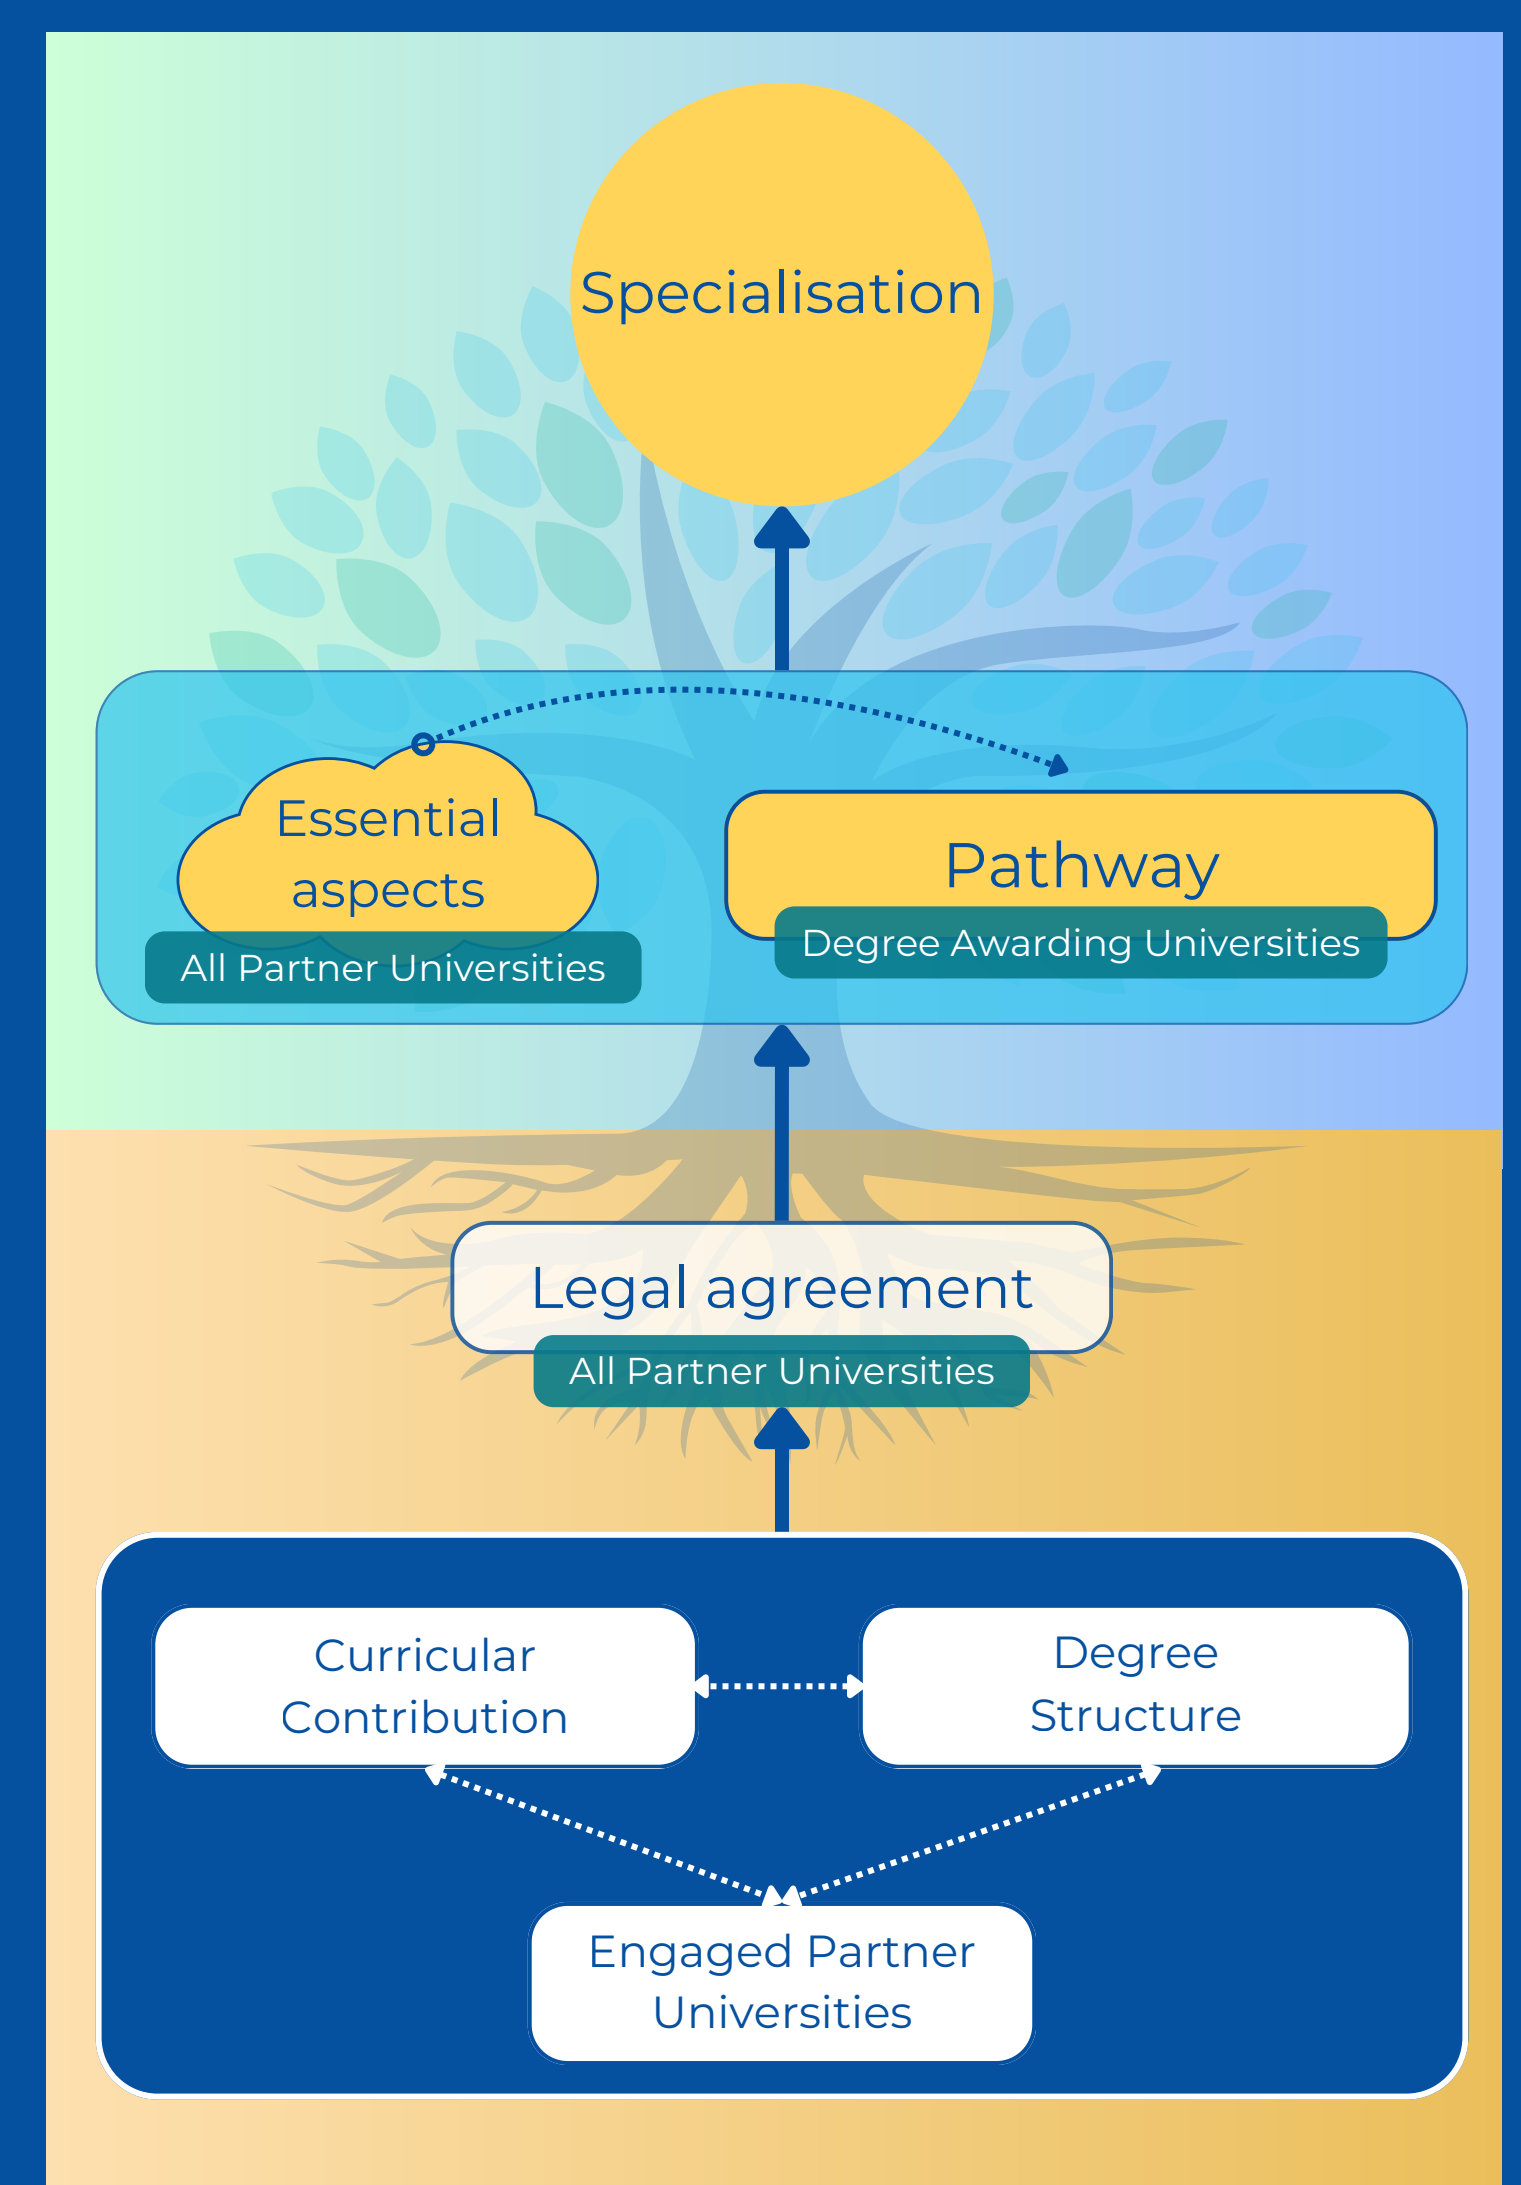 Specialisation
Essential
aspects
All Partner Universities
Pathway
Degree Awarding Universities
Legal agreement
All Partner Universities
Curricular
Contribution
Degree
Structure
Engaged Partner
Universities